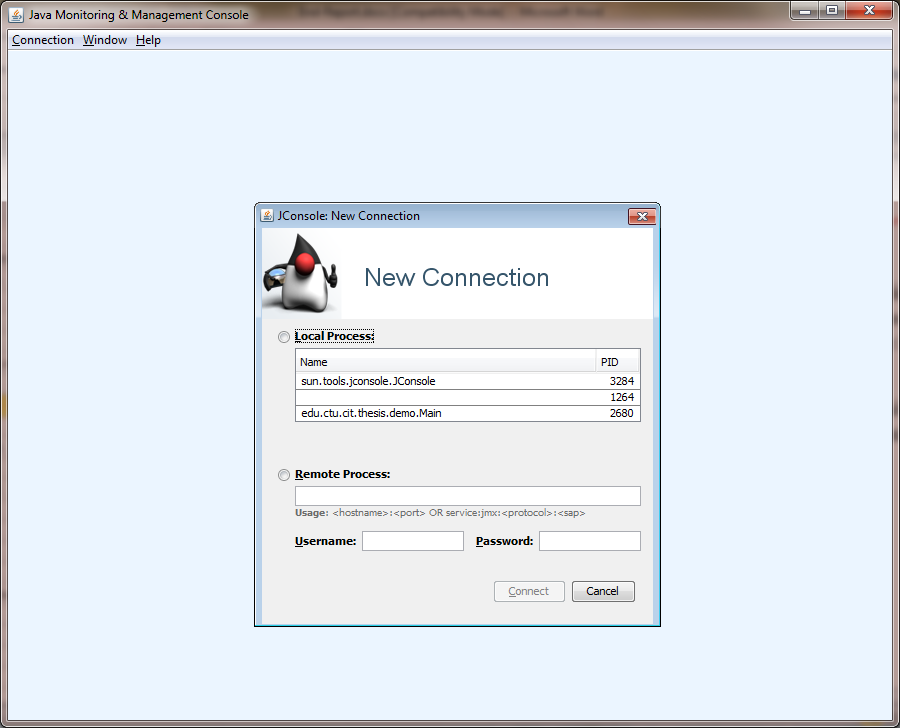 Java Monitoring & Management Console
Connection Window Help
JConsole: New Connection
New Connection
Local Process:
Name PID
sun.tools.jconsole.JConsole 3284
1264
edu.ctu.cit.thesis.demo.Main 2680
Remote Process:
Usage: <hostname>:<port> OR service:jmx:<protocol>:<sap>
Username: Password:
Connect Cancel